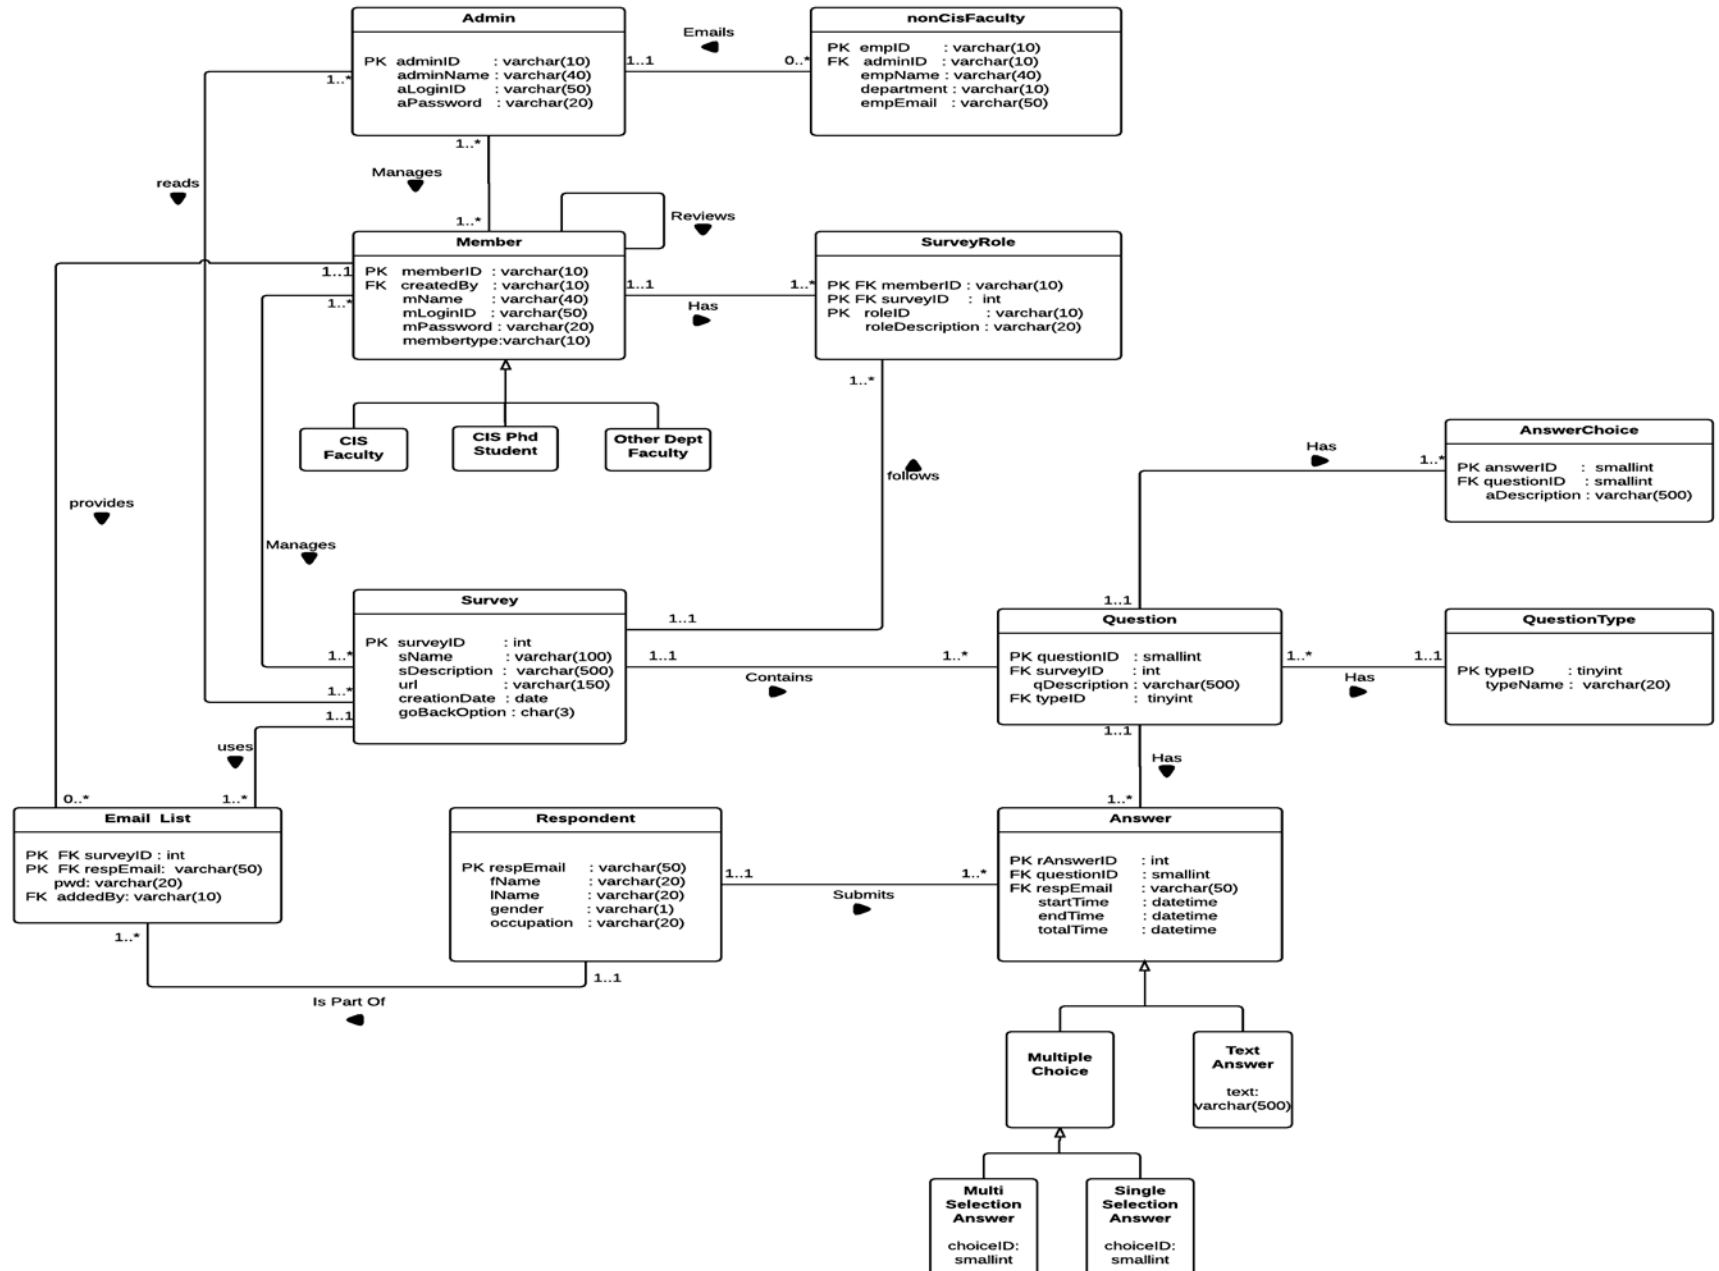 Admin
PK adminID : varchar(10)
adminName : varchar(40)
aLoginID : varchar(50)
aPassword : varchar(20)
Emails
1..1
0..*
nonCisFaculty
PK empID : varchar(10)
FK adminID : varchar(10)
empName : varchar(40)
department : varchar(10)
empEmail : varchar(50)
1..*
1..*
Manages
1..*
reads
Reviews
Member
PK memberID : varchar(10)
FK createdBy : varchar(10)
mName : varchar(40)
mLoginID : varchar(50)
mPassword : varchar(20)
membertype:varchar(10)
1..1
1..*
1..1
Has
1..*
SurveyRole
PK FK memberID : varchar(10)
PK FK surveyID : int
PK roleID : varchar(10)
roleDescription : varchar(20)
1..*
follows
CIS
Faculty
CIS Phd
Student
Other Dept
Faculty
AnswerChoice
PK answerID : smallint
FK questionID : smallint
aDescription : varchar(500)
Has
1..*
provides
Manages
Survey
PK surveyID : int
sName : varchar(100)
sDescription : varchar(500)
url : varchar(150)
creationDate : date
goBackOption : char(3)
1..1
1..*
1..*
1..1
1..1
Contains
1..*
1..1
Question
PK questionID : smallint
FK surveyID : int
qDescription : varchar(500)
FK typeID : tinyint
1..*
Has
1..1
QuestionType
PK typeID : tinyint
typeName : varchar(20)
1..1
Has
1..*
uses
0..*
1..*
Email List
PK FK surveyID : int
PK FK respEmail: varchar(50)
pwd: varchar(20)
FK addedBy: varchar(10)
1..*
Respondent
PK respEmail : varchar(50)
fName : varchar(20)
lName : varchar(20)
gender : varchar(1)
occupation : varchar(20)
1..1
Submits
1..*
Answer
PK rAnswerID : int
FK questionID : smallint
FK respEmail : varchar(50)
startTime : datetime
endTime : datetime
totalTime : datetime
1..1
Is Part Of
Multiple
Choice
Text
Answer
text:
varchar(500)
Multi
Selection
Answer
choiceID:
smallint
Single
Selection
Answer
choiceID:
smallint